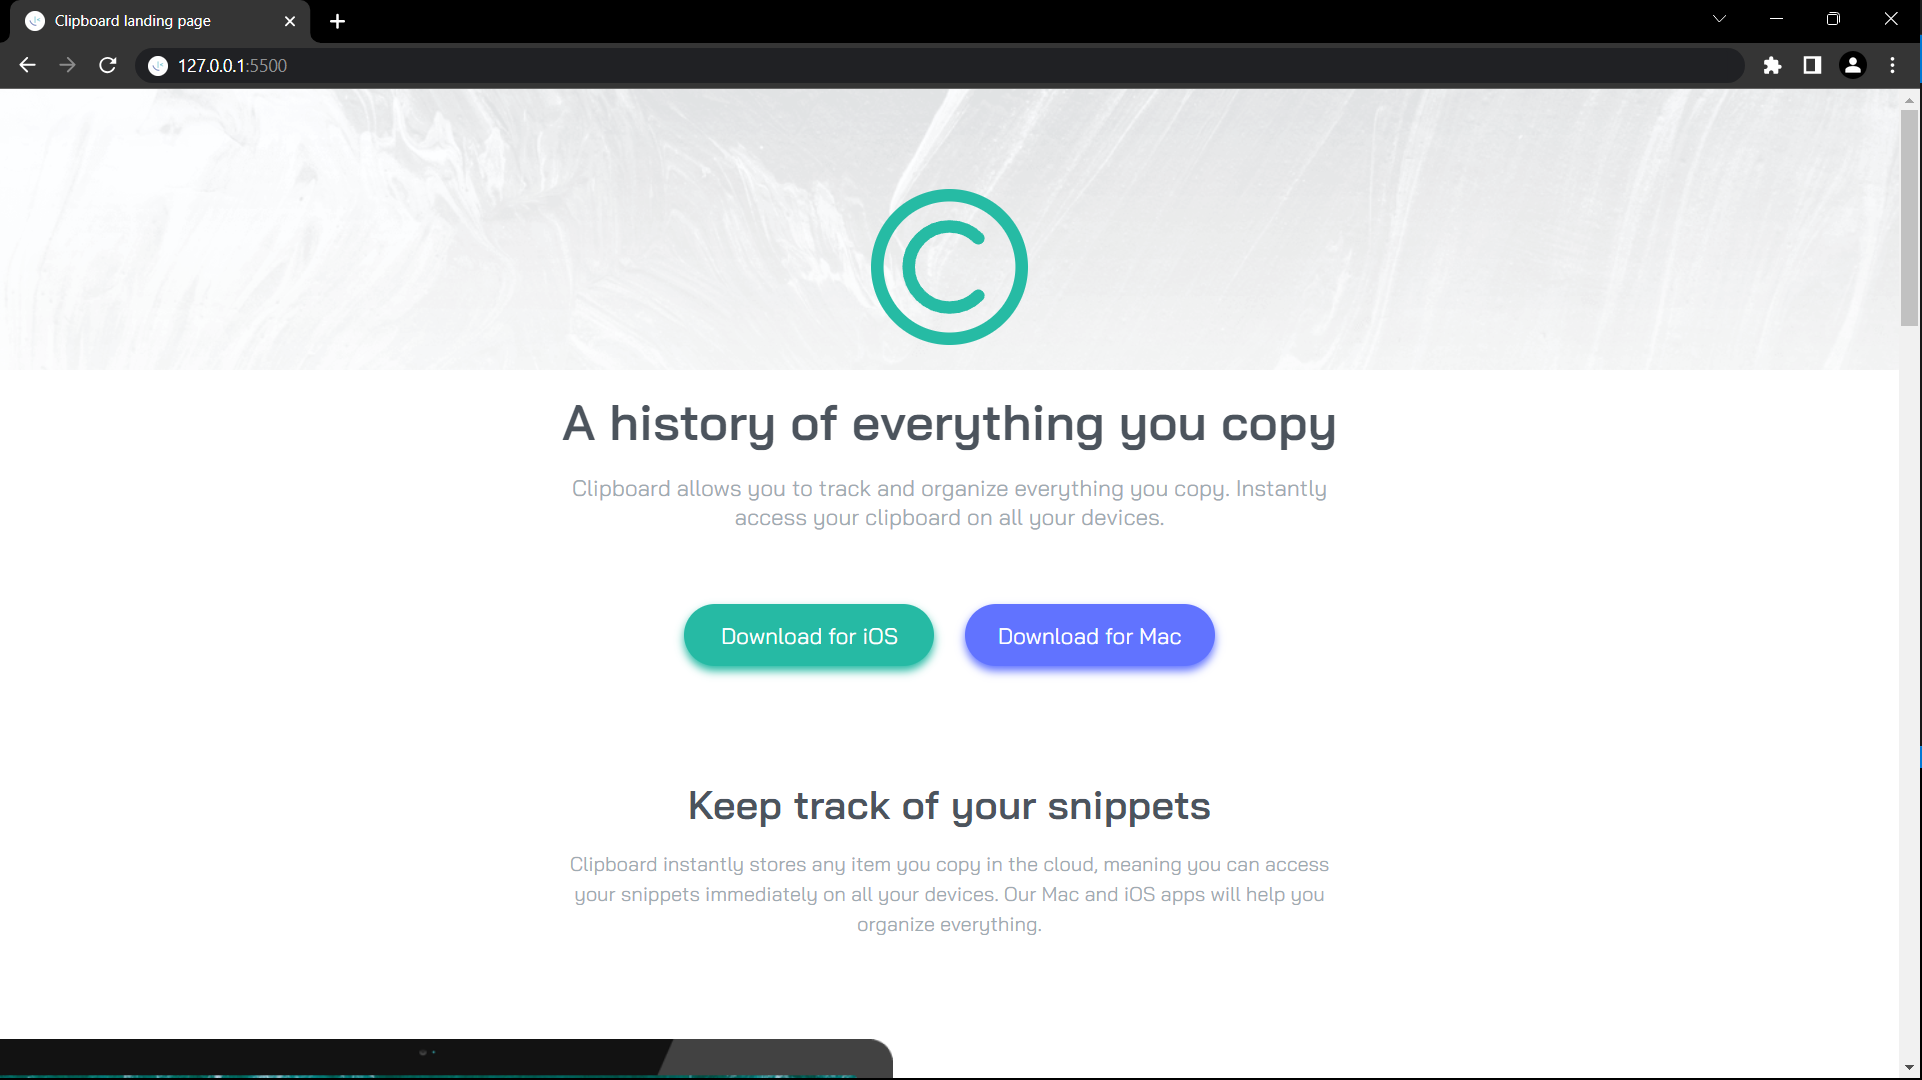 Clipboard landing page
127.0.0.1:5500
A history of everything you copy
Clipboard allows you to track and organize everything you copy. Instantly
access your clipboard on all your devices.
Download for iOS
Download for Mac
Keep track of your snippets
Clipboard instantly stores any item you copy in the cloud, meaning you can access
your snippets immediately on all your devices. Our Mac and iOS apps will help you
organize everything.